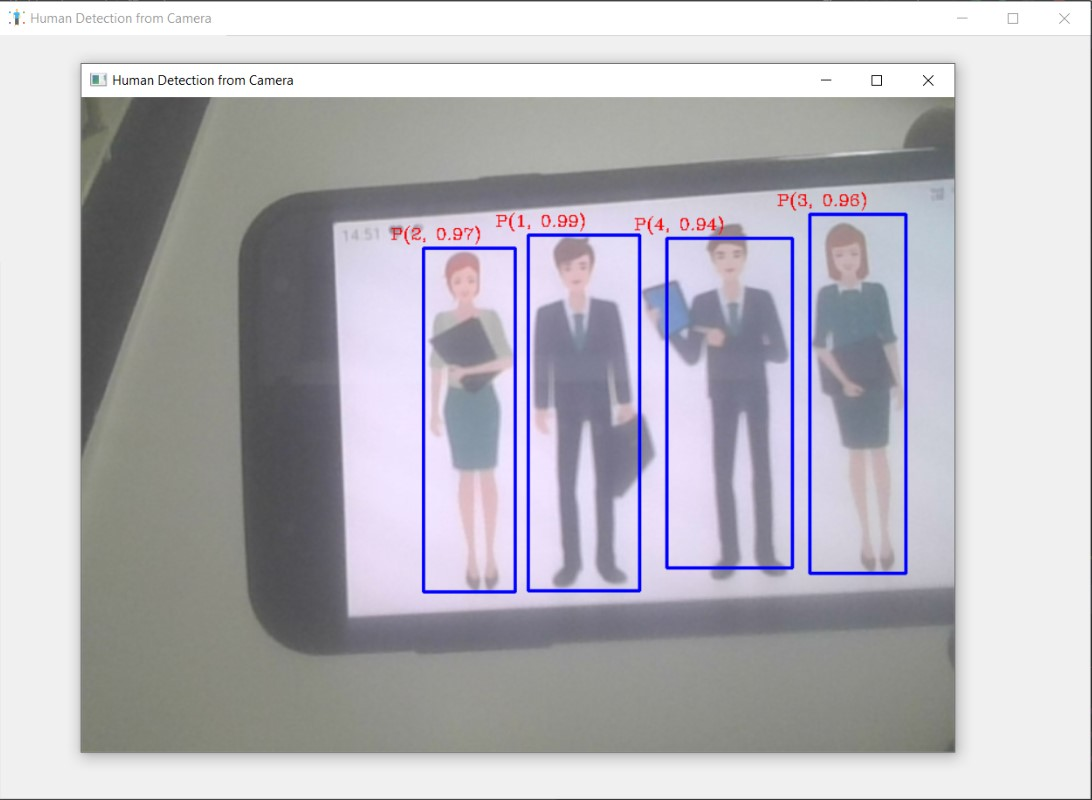 Human Detection from Camera
Human Detection from Camera
14.51
P(2, 0.97)
P(1, 0.99)
P(4, 0.94)
P(3, 0.96)